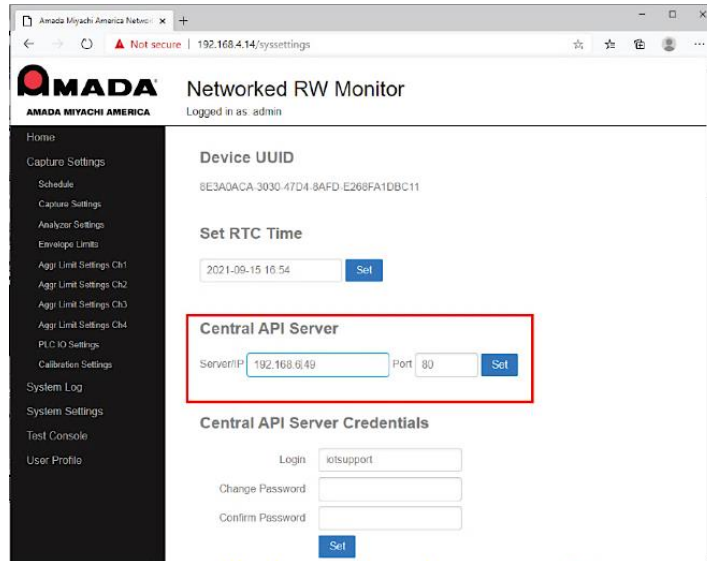 Amada Miyachi America Networ
Not secure | 192.168.4.14/syssettings
AMADA
AMADA MIYACHI AMERICA
Networked RW Monitor
Logged in as: admin
Home
Capture Settings
Schedule
Capture Settings
Analyzer Settings
Envelope Limits
Aggr Limit Settings Ch1
Aggr Limit Settings Ch2
Aggr Limit Settings Ch3
Aggr Limit Settings Ch4
PLC IO Settings
Calibration Settings
System Log
System Settings
Test Console
User Profile
Device UUID
8E3A0ACA-3030-47D4-8AFD-E268FA1DBC11
Set RTC Time
2021-09-15 16:54 Set
Central API Server
Server/IP 192.168.6.49 Port 80 Set
Central API Server Credentials
Login iotsupport
Change Password
Confirm Password
Set